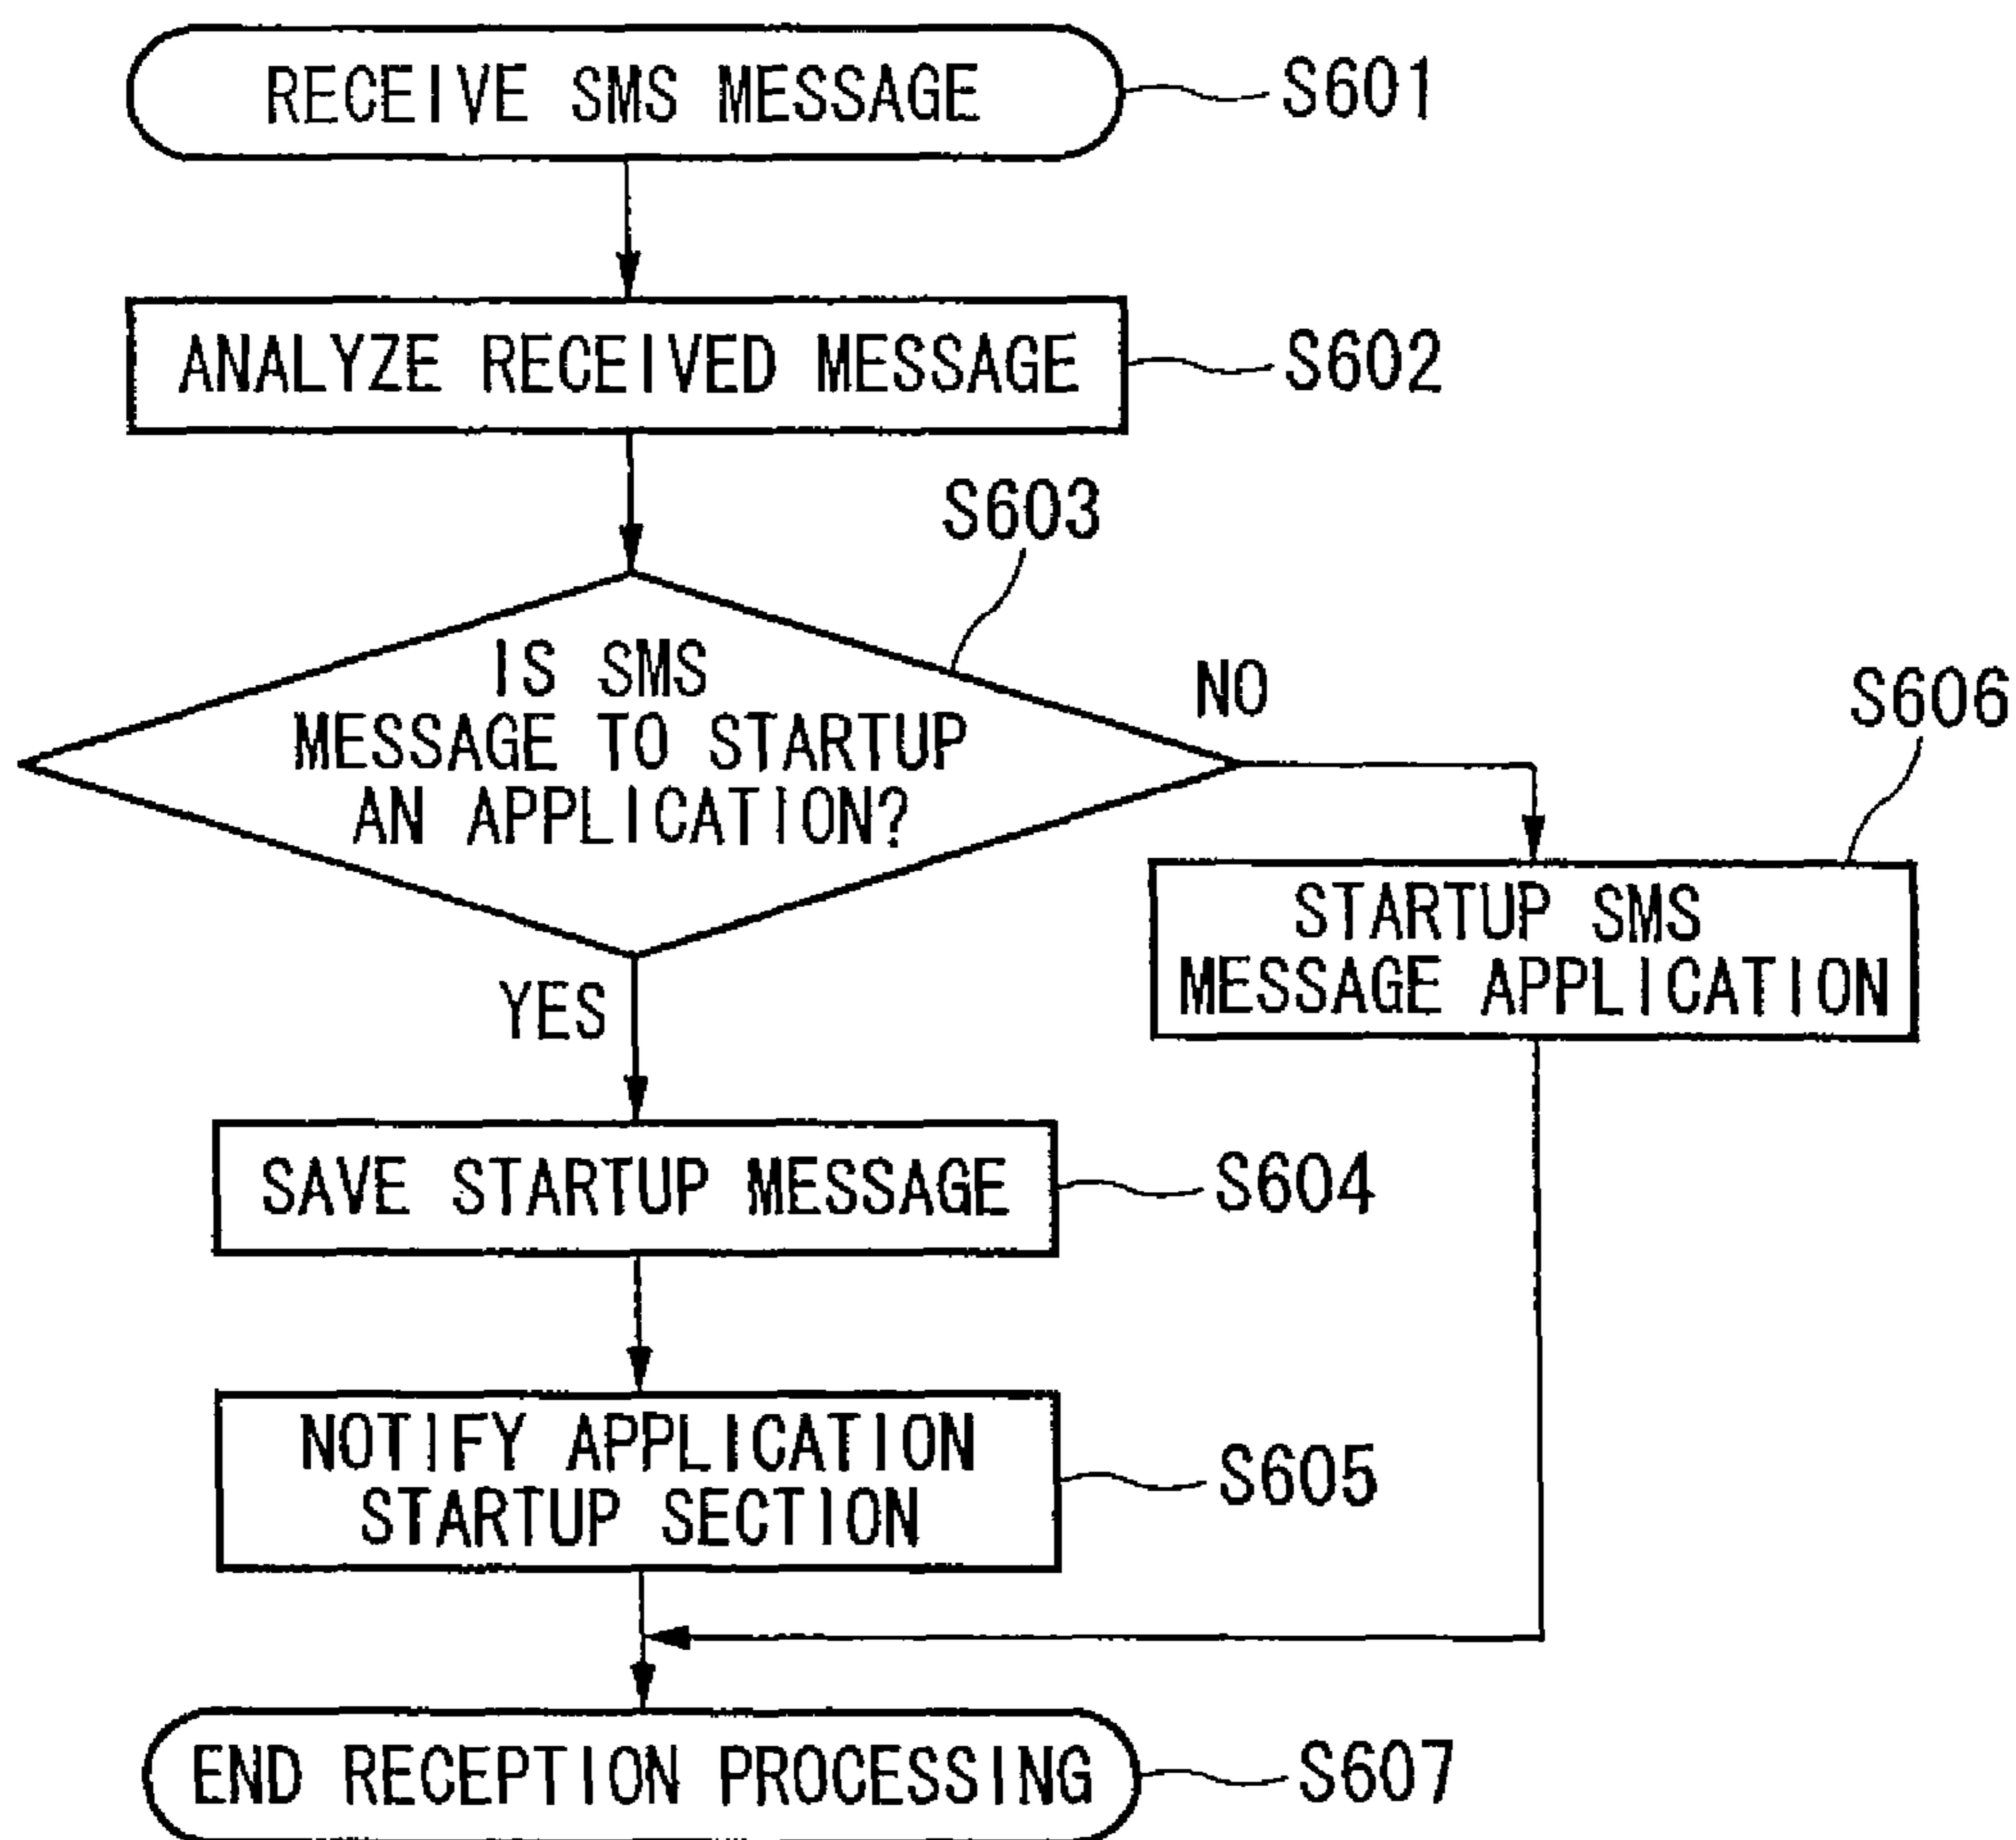 RECEIVE SMS MESSAGE
S601
ANALYZE RECEIVED MESSAGE
S602
S603
IS SMS
MESSAGE TO STARTUP
AN APPLICATION?
NO
S606
STARTUP SMS
MESSAGE APPLICATION
YES
SAVE STARTUP MESSAGE
S604
NOTIFY APPLICATION
STARTUP SECTION
S605
END RECEPTION PROCESSING
S607